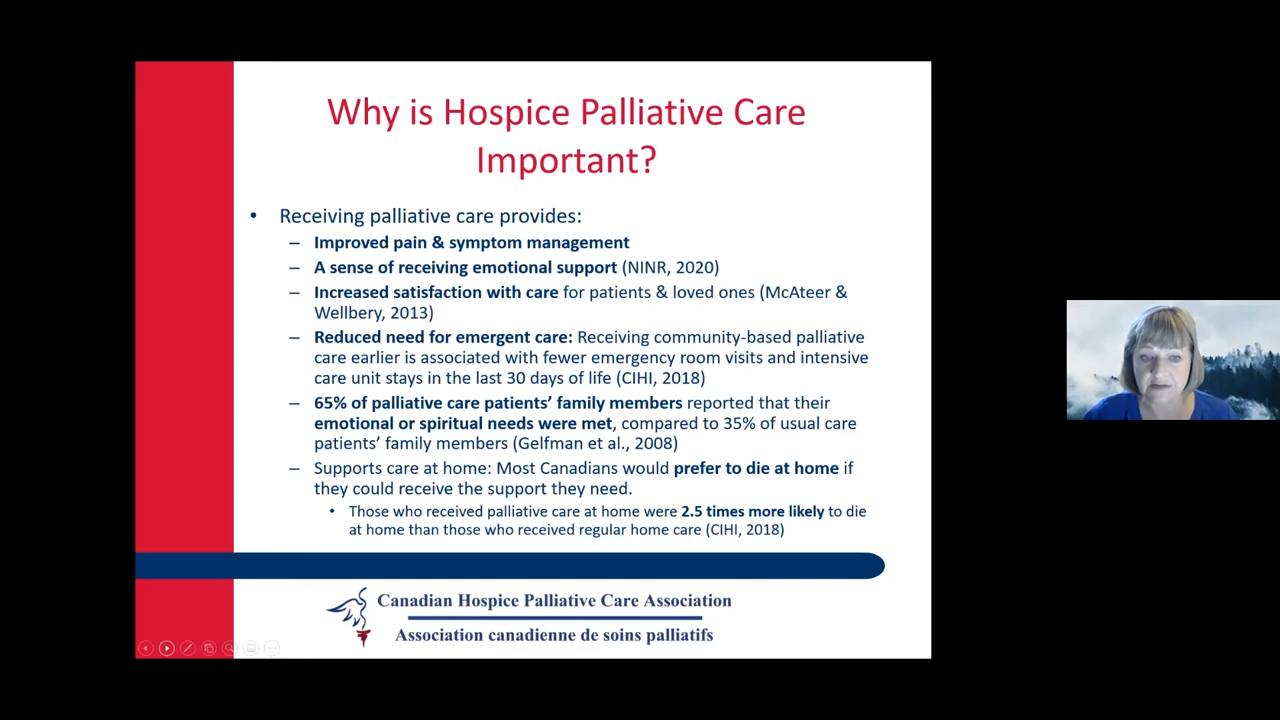 Why is Hospice Palliative Care
Important?
• Receiving palliative care provides:
– Improved pain & symptom management
– A sense of receiving emotional support (NINR, 2020)
– Increased satisfaction with care for patients & loved ones (McAteer &
Wellbery, 2013)
– Reduced need for emergent care: Receiving community-based palliative
care earlier is associated with fewer emergency room visits and intensive
care unit stays in the last 30 days of life (CIHI, 2018)
– 65% of palliative care patients’ family members reported that their
emotional or spiritual needs were met, compared to 35% of usual care
patients’ family members (Gelfman et al., 2008)
– Supports care at home: Most Canadians would prefer to die at home if
they could receive the support they need.
• Those who received palliative care at home were 2.5 times more likely to die
at home than those who received regular home care (CIHI, 2018)
Canadian Hospice Palliative Care Association
Association canadienne de soins palliatifs